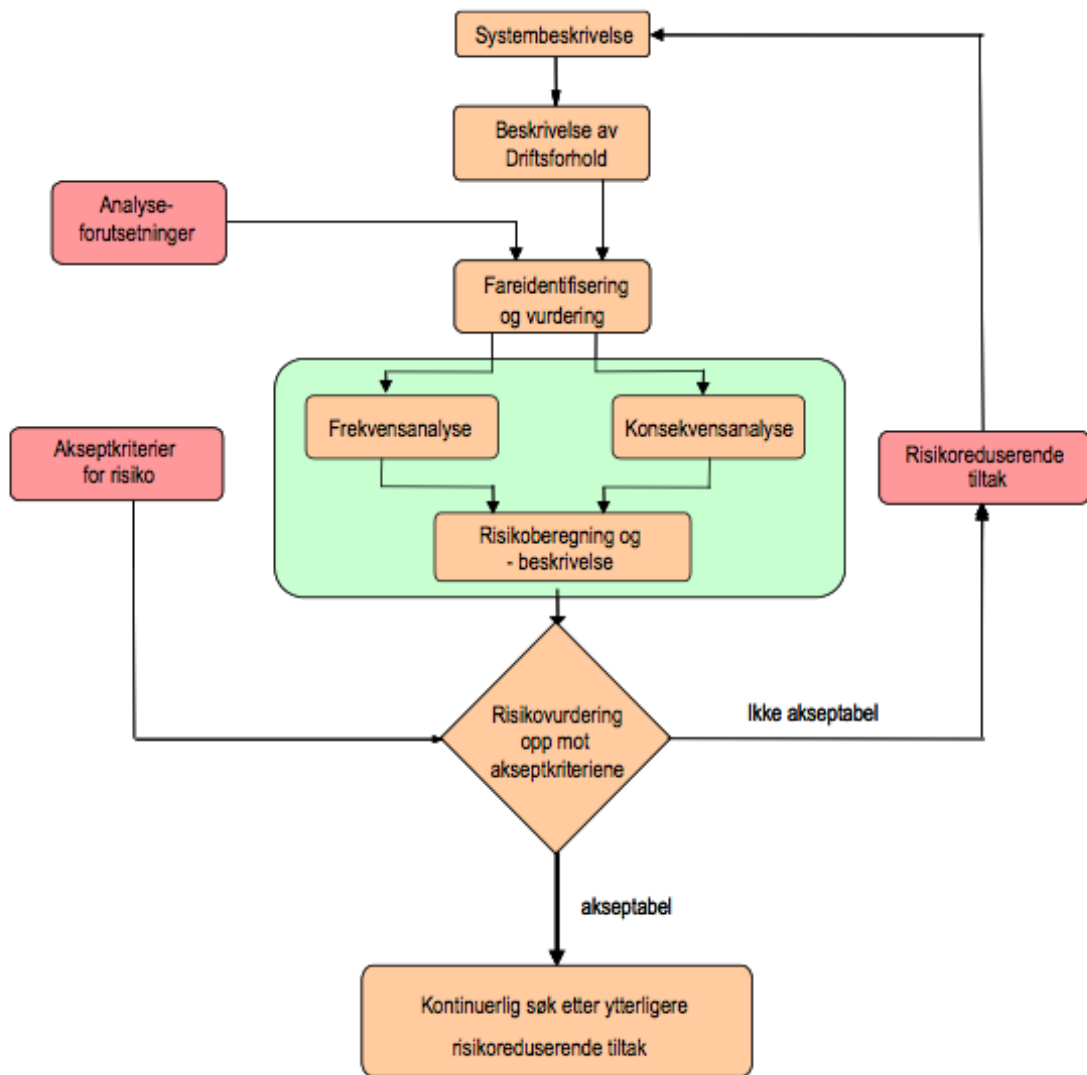 Systembeskrivelse
Beskrivelse av
Driftsforhold
Analyse-
forutsetninger
Fareidentifisering
og vurdering
Frekvensanalyse
Konsekvensanalyse
Akseptkriterier
for risiko
Risikoreduserende
tiltak
Risikoberegning og
- beskrivelse
Risikovurdering
opp mot
akseptkriteriene
Ikke akseptabel
akseptabel
Kontinuerlig søk etter ytterligere
risikoreduserende tiltak